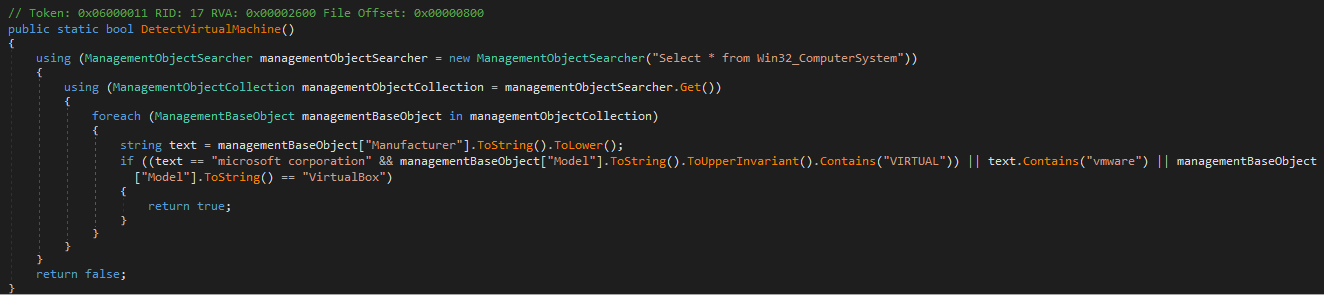 // Token: 0x06000011 RID: 17 RVA: 0x00002600 File Offset: 0x00000800
public static bool DetectVirtualMachine()
{
    using (ManagementObjectSearcher managementObjectSearcher = new ManagementObjectSearcher("Select * from Win32_ComputerSystem"))
    {
        using (ManagementObjectCollection managementObjectCollection = managementObjectSearcher.Get())
        {
            foreach (ManagementBaseObject managementBaseObject in managementObjectCollection)
            {
                string text = managementBaseObject["Manufacturer"].ToString().ToLower();
                if ((text == "microsoft corporation" && managementBaseObject["Model"].ToString().ToUpperInvariant().Contains("VIRTUAL")) || text.Contains("vmware") || managementBaseObject
                  ["Model"].ToString() == "VirtualBox")
                {
                    return true;
                }
            }
        }
    }
    return false;
}